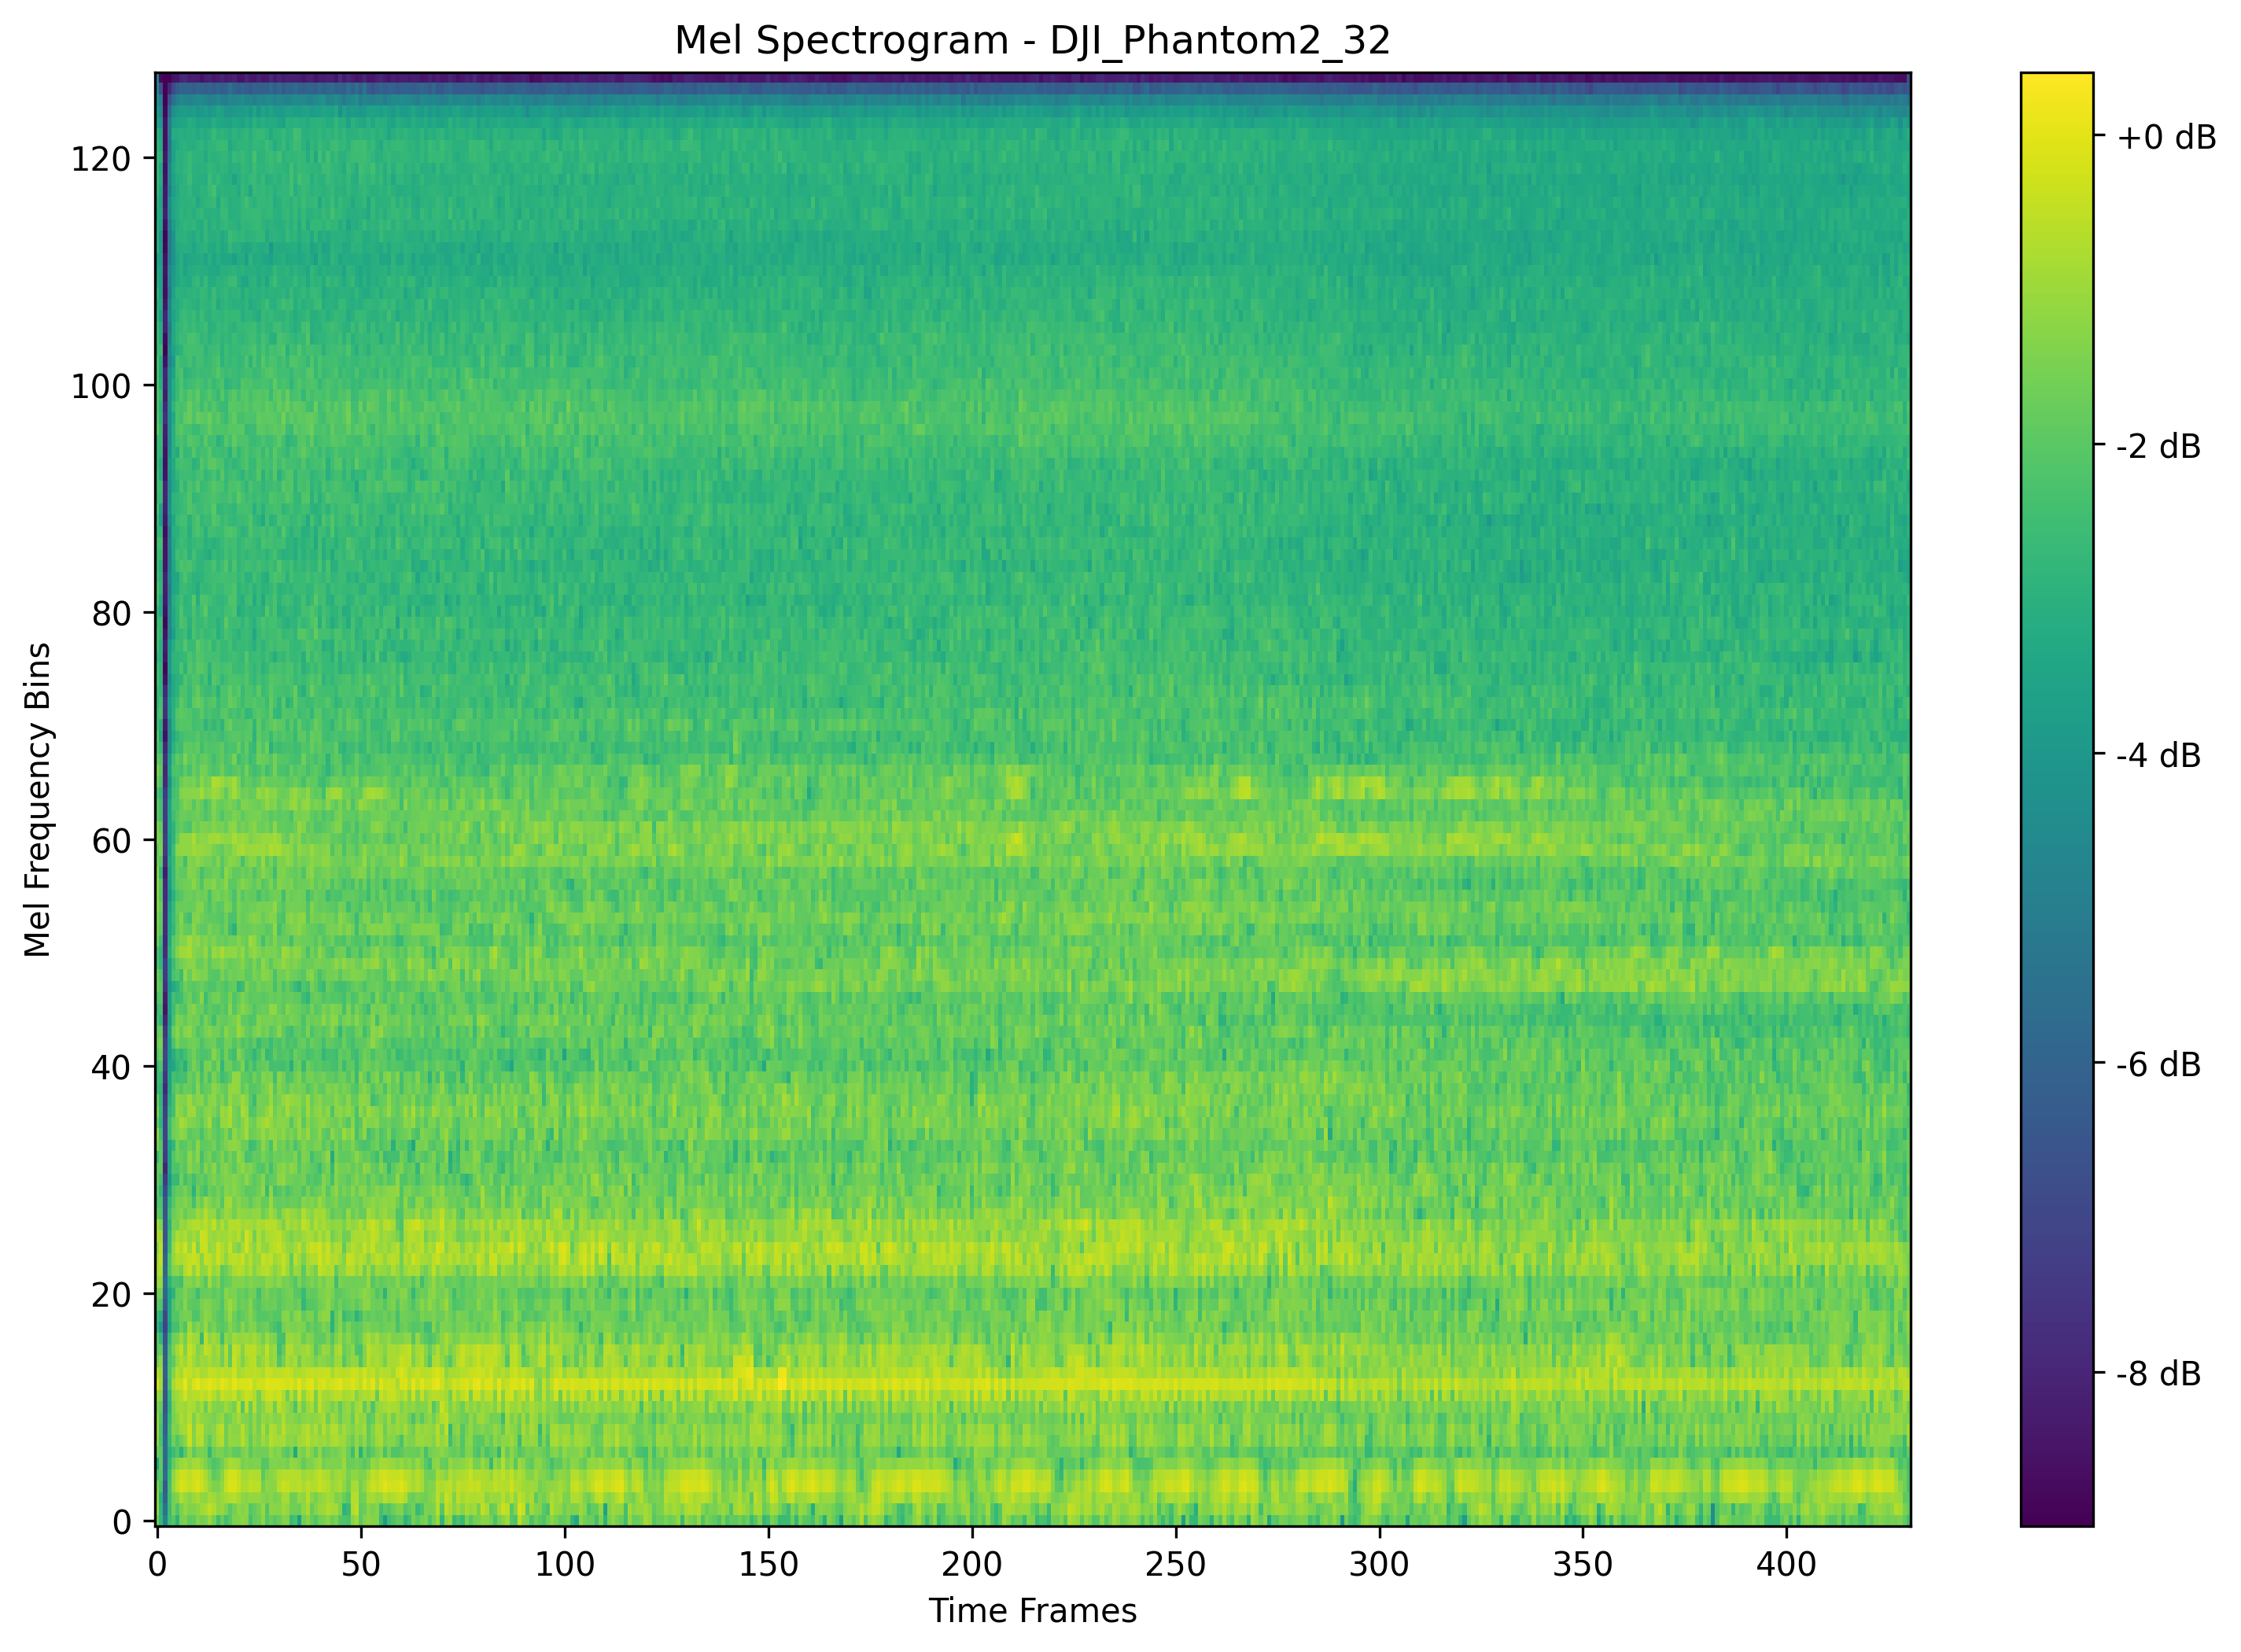 Mel Spectrogram - DJI_Phantom2_32
Mel Frequency Bins
120
100
80
60
40
20
0
0 50 100 150 200 250 300 350 400
Time Frames
+0 dB
-2 dB
-4 dB
-6 dB
-8 dB